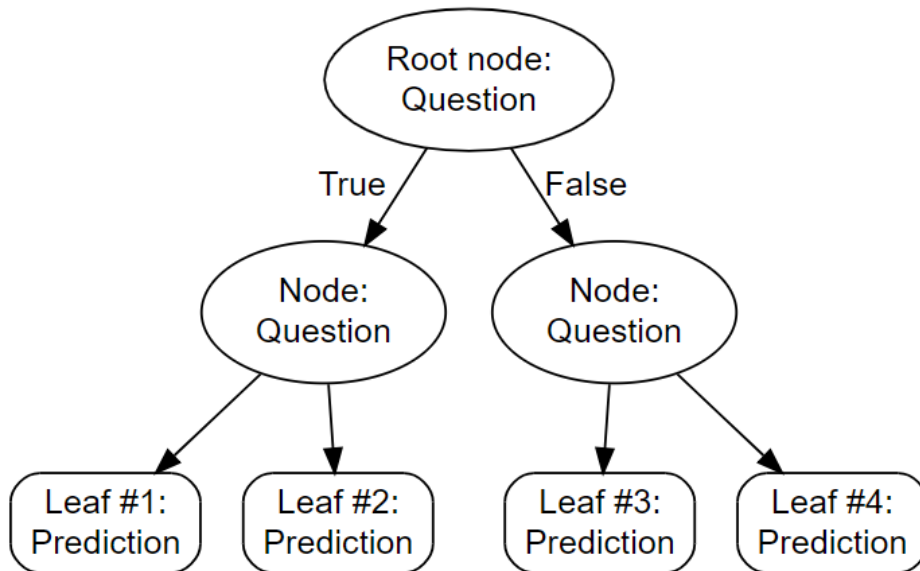 Root node:
Question
True
False
Node:
Question
Node:
Question
Leaf #1:
Prediction
Leaf #2:
Prediction
Leaf #3:
Prediction
Leaf #4:
Prediction